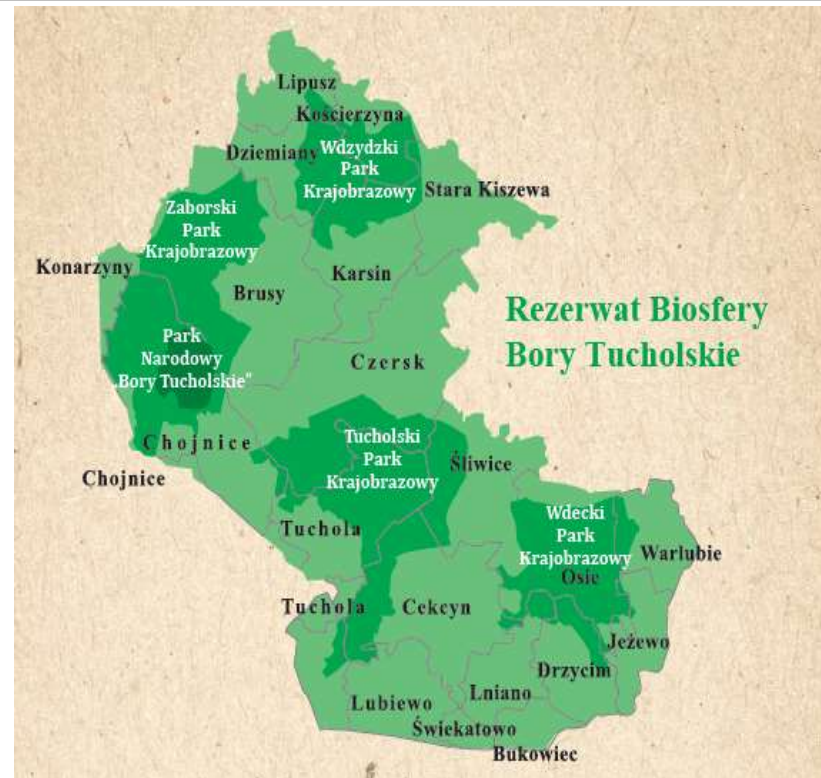 Lipusz
Kościerzyna
Dziemiany
Wdzydzki
Park
Krajobrazowy
Stara Kiszewa
Zaborski
Park
Krajobrazowy
Konarzyny
Brusy
Karsin
Rezerwat Biosfery
Bory Tucholskie
Park
Narodowy
„Bory Tucholskie"
Czersk
Chojnice
Chojnice
Tucholski
Park
Krajobrazowy
Śliwice
Wdecki
Park
Krajobrazowy
Osie
Warlubie
Tuchola
Tuchola
Cekcyn
Jeżewo
Drzycim
Lniano
Lubiewo
Świekatowo
Bukowiec